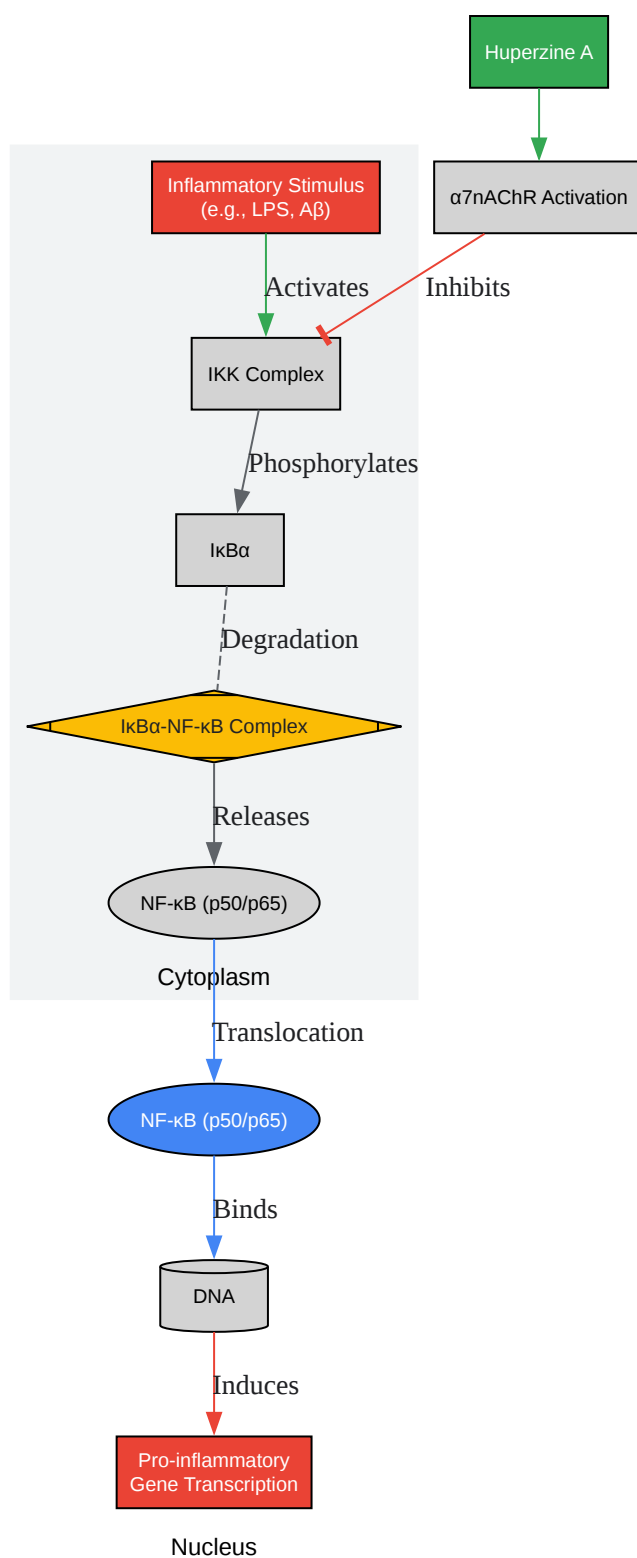 Huperzine A
Inflammatory Stimulus
(e.g., LPS, Aβ)
α7nAChR Activation
Activates
Inhibits
IKK Complex
Phosphorylates
IκBα
Degradation
IκBα-NF-κB Complex
Releases
NF-κB (p50/p65)
Cytoplasm
Translocation
NF-κB (p50/p65)
Binds
DNA
Induces
Pro-inflammatory
Gene Transcription
Nucleus